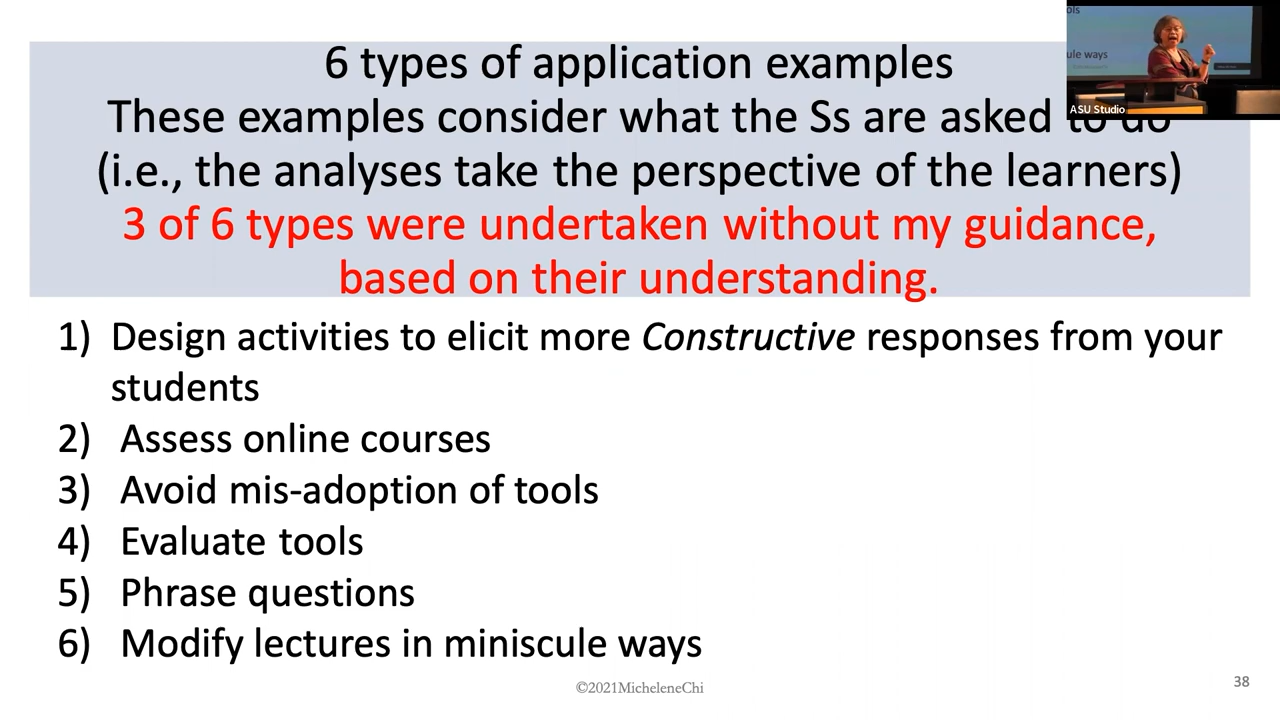 6 types of application examples
These examples consider what the Ss are asked to do
(i.e., the analyses take the perspective of the learners)
3 of 6 types were undertaken without my guidance,
based on their understanding.
1) Design activities to elicit more Constructive responses from your
students
2) Assess online courses
3) Avoid mis-adoption of tools
4) Evaluate tools
5) Phrase questions
6) Modify lectures in miniscule ways
©2021MicheleneChi
38
ols
ule ways
ASU Studio